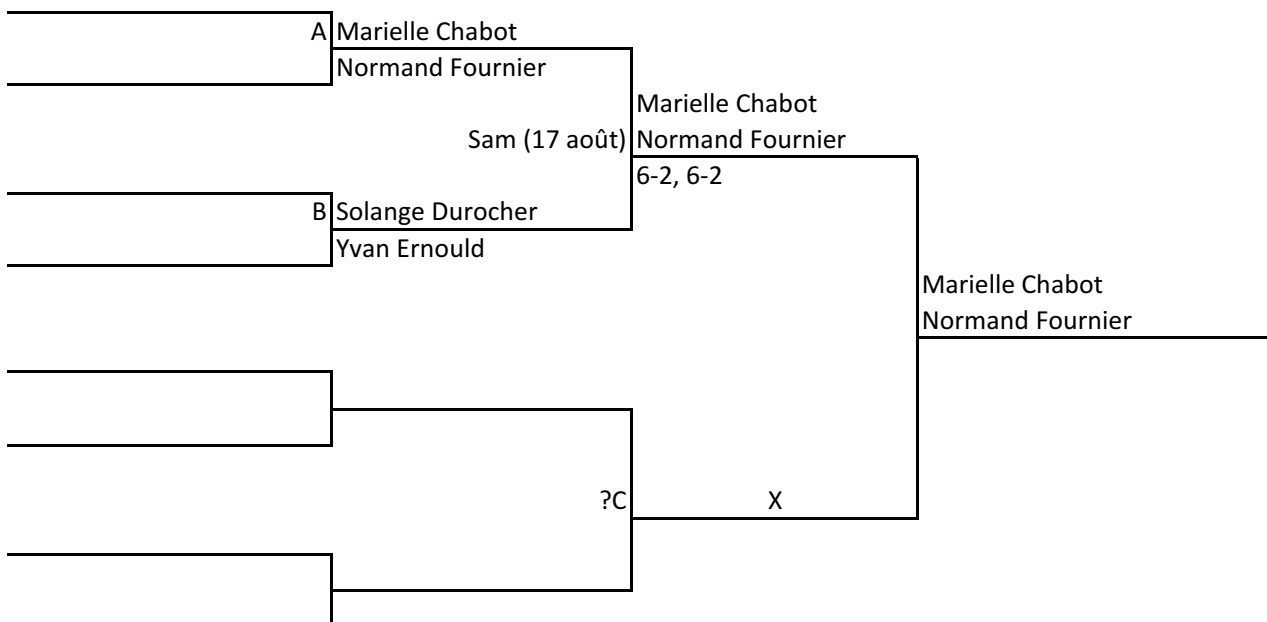 A Marielle Chabot
Normand Fournier
Marielle Chabot
Sam (17 août) Normand Fournier
6-2, 6-2
B Solange Durocher
Yvan Ernould
Marielle Chabot
Normand Fournier
?C X